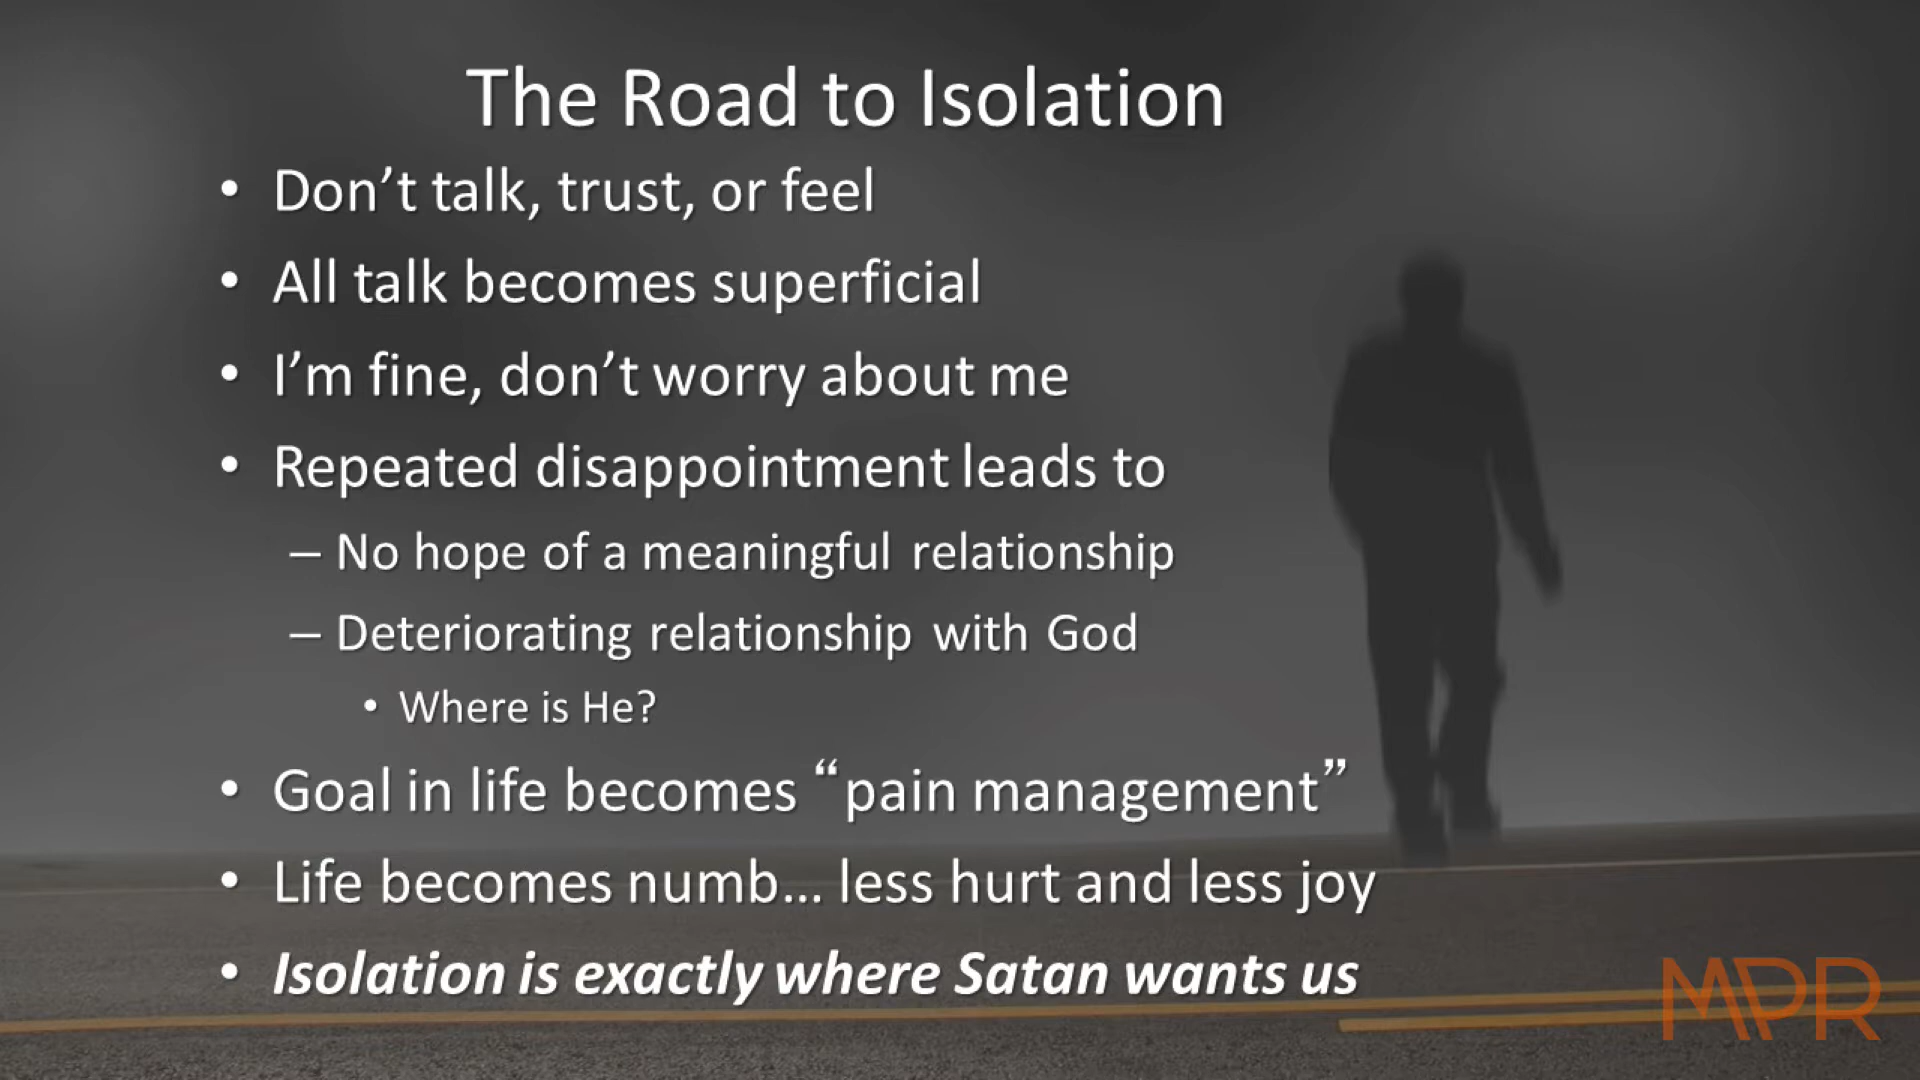 The Road to Isolation
• Don’t talk, trust, or feel
• All talk becomes superficial
• I’m fine, don’t worry about me
• Repeated disappointment leads to
– No hope of a meaningful relationship
– Deteriorating relationship with God
• Where is He?
• Goal in life becomes “pain management”
• Life becomes numb… less hurt and less joy
• Isolation is exactly where Satan wants us
MPR